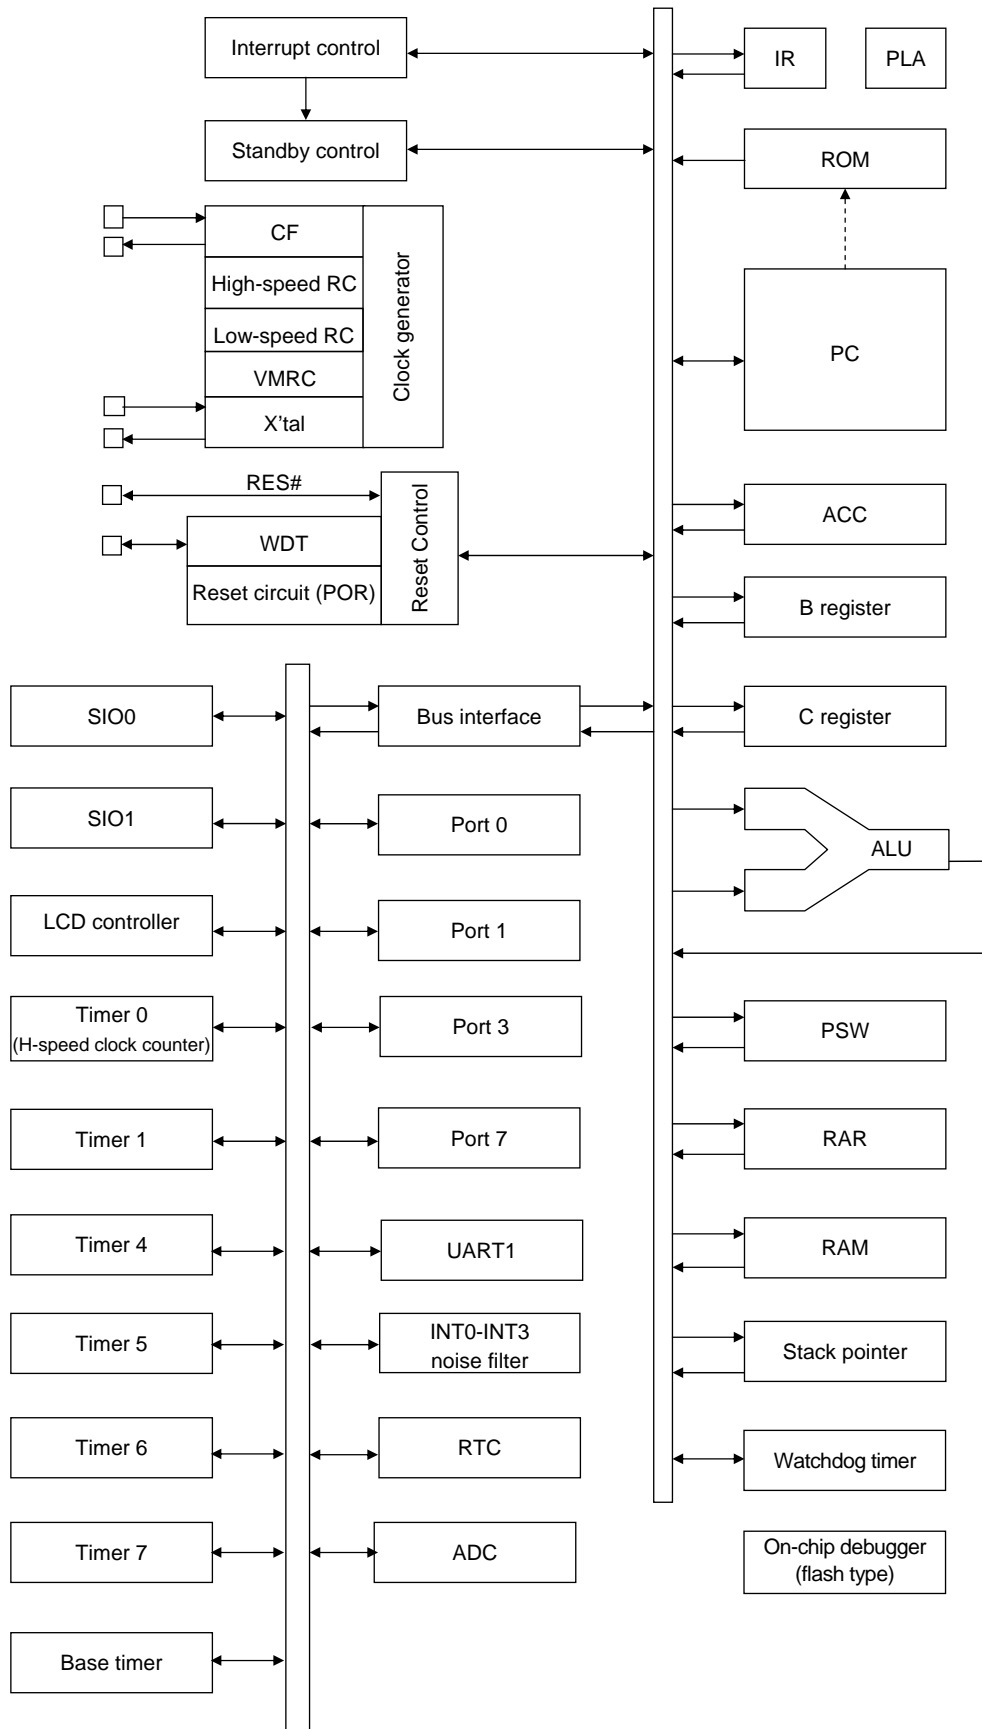 Interrupt control
IR
PLA
Standby control
ROM
CF
High-speed RC
Low-speed RC
VMRC
X'tal
Clock generator
PC
RES#
WDT
Reset circuit (POR)
Reset Control
ACC
B register
SIO0
Bus interface
C register
SIO1
Port 0
ALU
LCD controller
Port 1
Timer 0
(H-speed clock counter)
Port 3
PSW
Timer 1
Port 7
RAR
Timer 4
UART1
RAM
Timer 5
INT0-INT3
noise filter
Stack pointer
Timer 6
RTC
Watchdog timer
Timer 7
ADC
On-chip debugger
(flash type)
Base timer